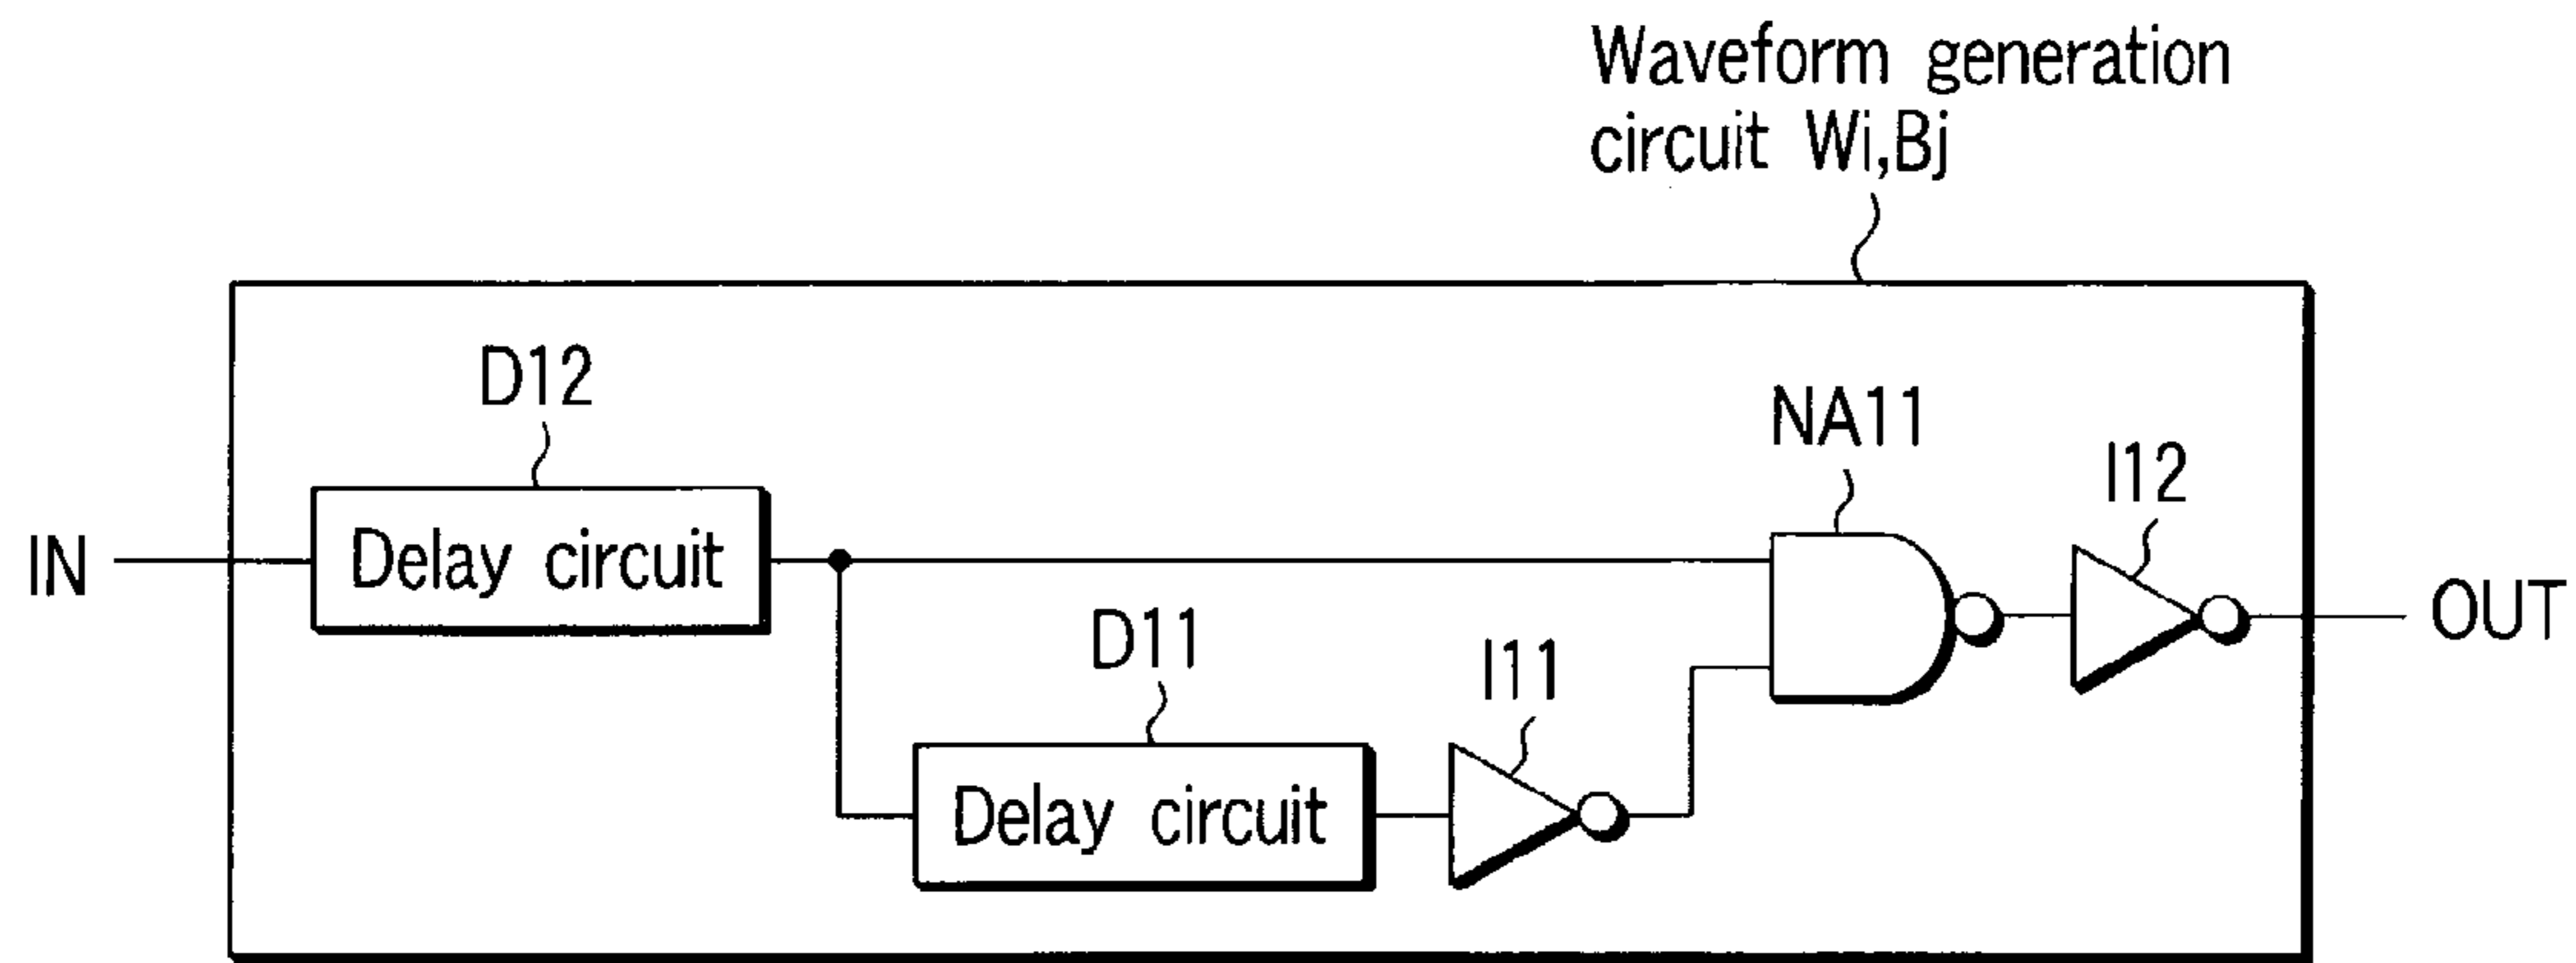 Waveform generation
circuit Wi,Bj
D12
NA11
I12
IN
Delay circuit
OUT
D11
I11
Delay circuit